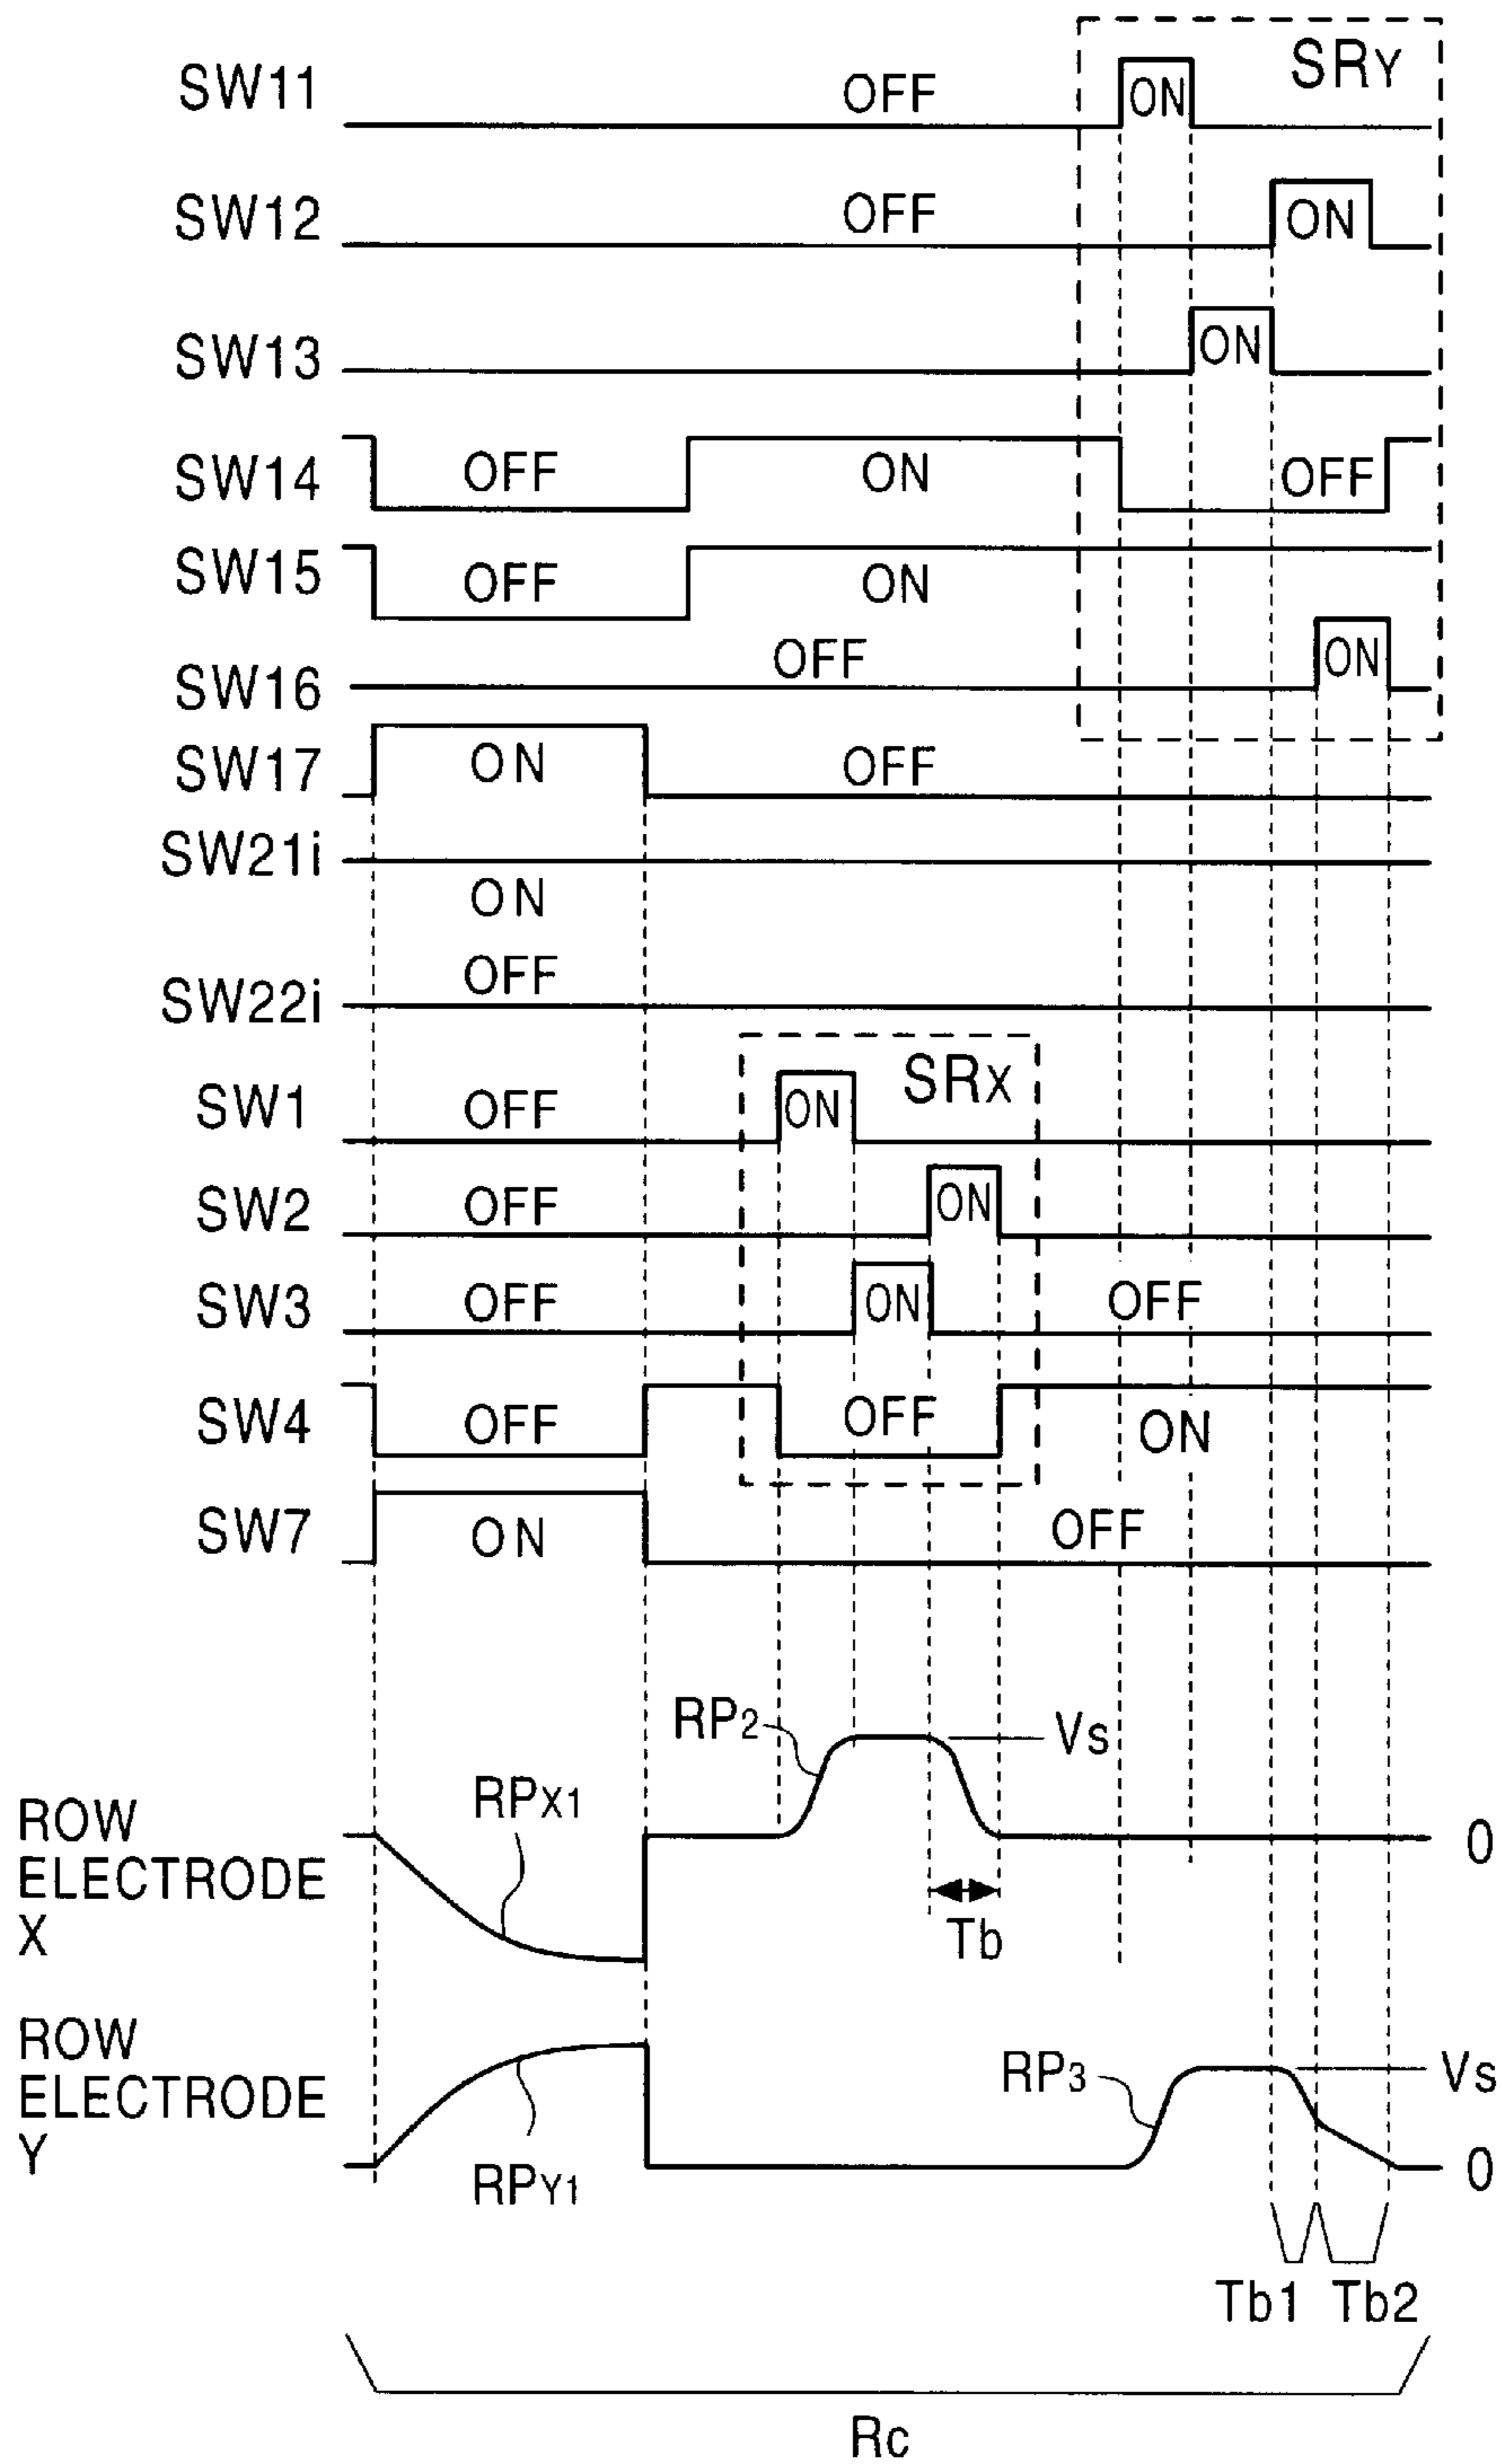 SRY
SW11 OFF ON
SW12 OFF ON
SW13 ON
SW14 OFF ON OFF
SW15 OFF ON
SW16 OFF ON
SW17 ON OFF
SW21i
ON
OFF
SW22i
SRX
SW1 OFF ON
SW2 OFF ON
SW3 OFF ON OFF
SW4 OFF OFF ON
SW7 ON OFF
RP2 Vs
RPX1
ROW
ELECTRODE
X
0
Tb
ROW
ELECTRODE
Y
RP3 Vs
RPY1
0
Tb1 Tb2
Rc